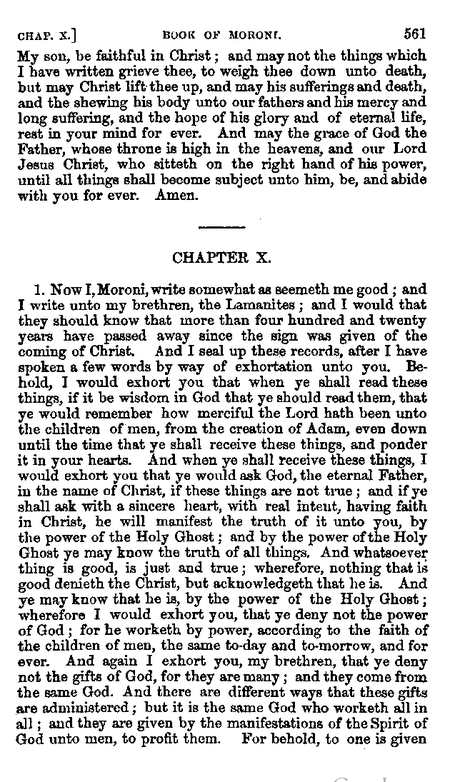 CHAP. X.] BOOK OF MORONI. 561
My son, be faithful in Christ; and may not the things which
I have written grieve thee, to weigh thee down unto death,
but may Christ lift thee up, and may his sufferings and death,
and the shewing his body unto our fathers and his mercy and
long suffering, and the hope of his glory and of eternal life,
rest in your mind for ever. And may the grace of God the
Father, whose throne is high in the heavens, and our Lord
Jesus Christ, who sitteth on the right hand of his power,
until all things shall become subject unto him, be, and abide
with you for ever. Amen.
CHAPTER X.
1. Now I, Moroni, write somewhat as seemeth me good; and
I write unto my brethren, the Lamanites; and I would that
they should know that more than four hundred and twenty
years have passed away since the sign was given of the
coming of Christ. And I seal up these records, after I have
spoken a few words by way of exhortation unto you. Be-
hold, I would exhort you that when ye shall read these
things, if it be wisdom in God that ye should read them, that
ye would remember how merciful the Lord hath been unto
the children of men, from the creation of Adam, even down
until the time that ye shall receive these things, and ponder
it in your hearts. And when ye shall receive these things, I
would exhort you that ye would ask God, the eternal Father,
in the name of Christ, if these things are not true; and if ye
shall ask with a sincere heart, with real intent, having faith
in Christ, he will manifest the truth of it unto you, by
the power of the Holy Ghost; and by the power of the Holy
Ghost ye may know the truth of all things. And whatsoever
thing is good, is just and true; wherefore, nothing that is
good denieth the Christ, but acknowledgeth that he is. And
ye may know that he is, by the power of the Holy Ghost;
wherefore I would exhort you, that ye deny not the power
of God; for he worketh by power, according to the faith of
the children of men, the same to-day and to-morrow, and for
ever. And again I exhort you, my brethren, that ye deny
not the gifts of God, for they are many; and they come from
the same God. And there are different ways that these gifts
are administered; but it is the same God who worketh all in
all; and they are given by the manifestations of the Spirit of
God unto men, to profit them. For behold, to one is given